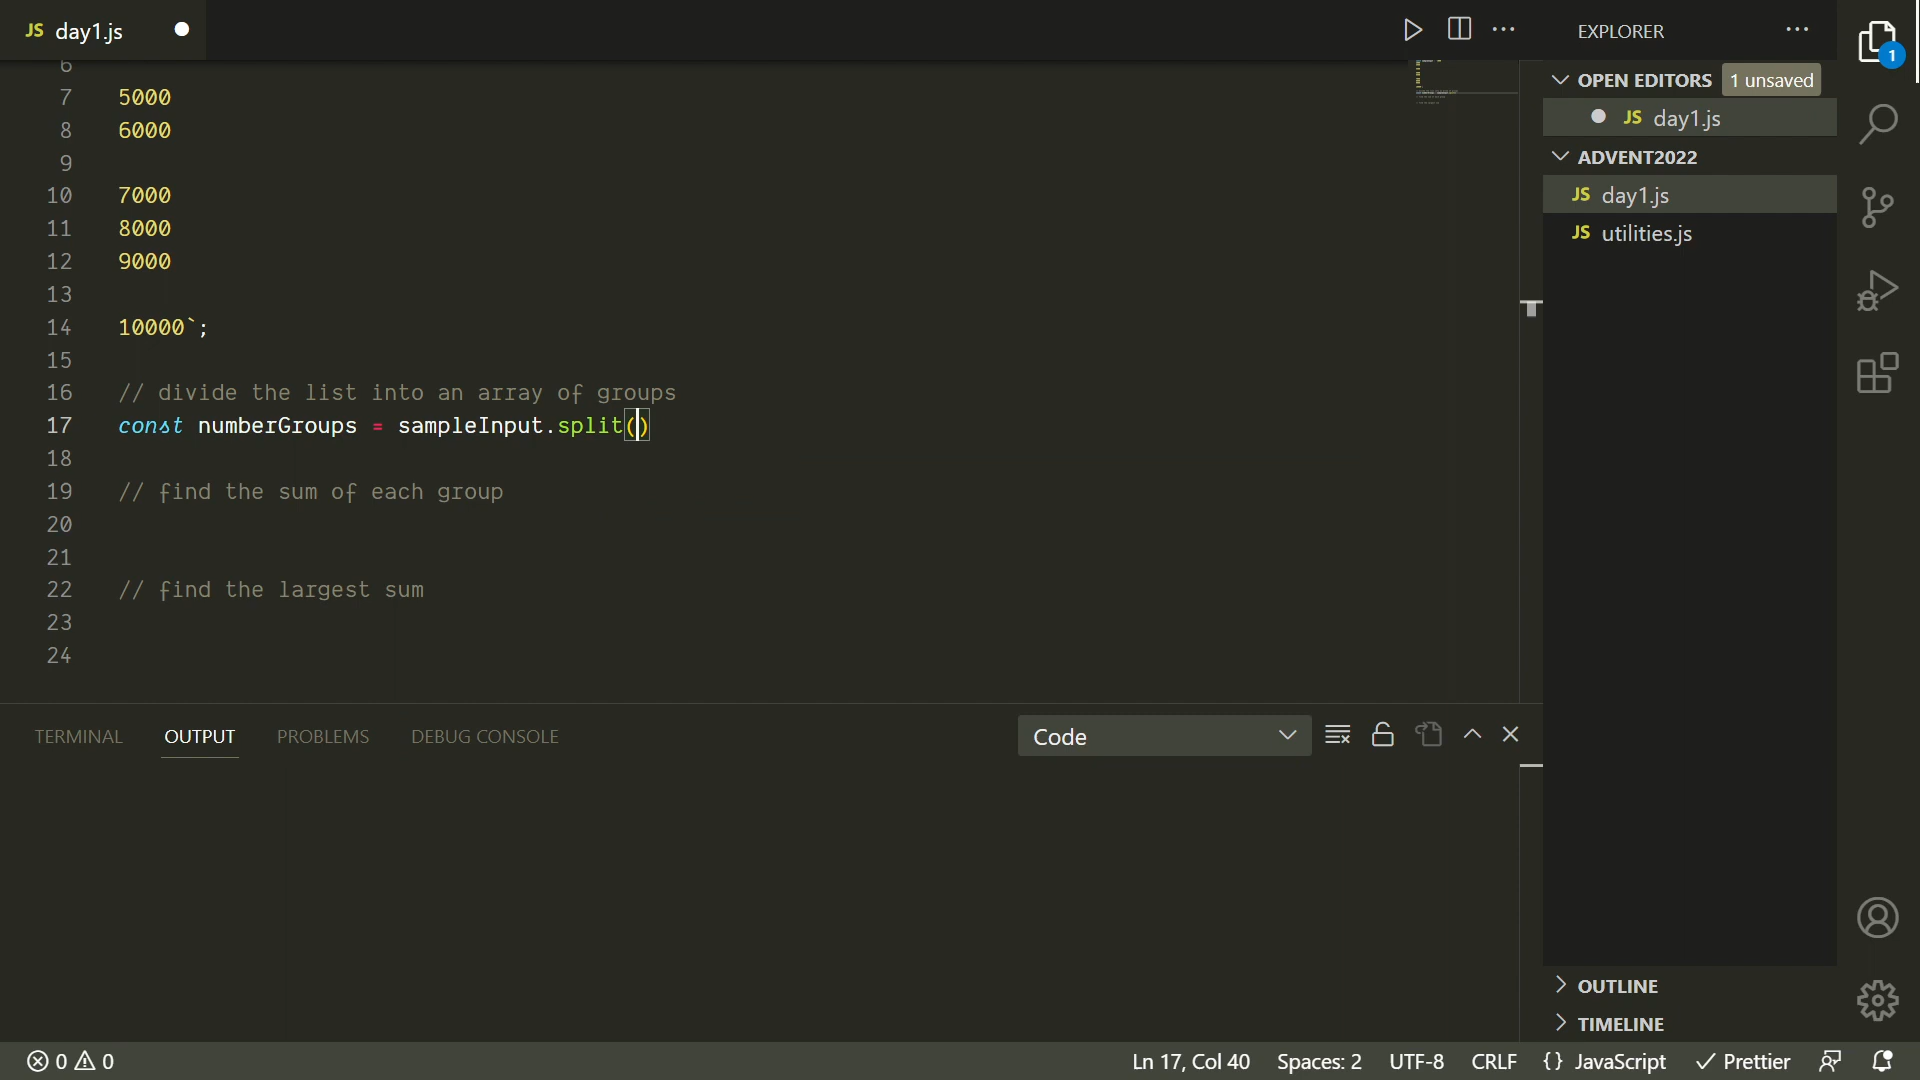 JS day1.js
EXPLORER
OPEN EDITORS 1 unsaved
JS day1.js
ADVENT2022
JS day1.js
JS utilities.js
1
6
7 5000
8 6000
9
10 7000
11 8000
12 9000
13
14 10000`;
15
16 // divide the list into an array of groups
17 const numberGroups = sampleInput.split()
18
19 // find the sum of each group
20
21
22 // find the largest sum
23
24
TERMINAL OUTPUT PROBLEMS DEBUG CONSOLE Code
OUTLINE
TIMELINE
0 0 Ln 17, Col 40 Spaces: 2 UTF-8 CRLF {} JavaScript Prettier